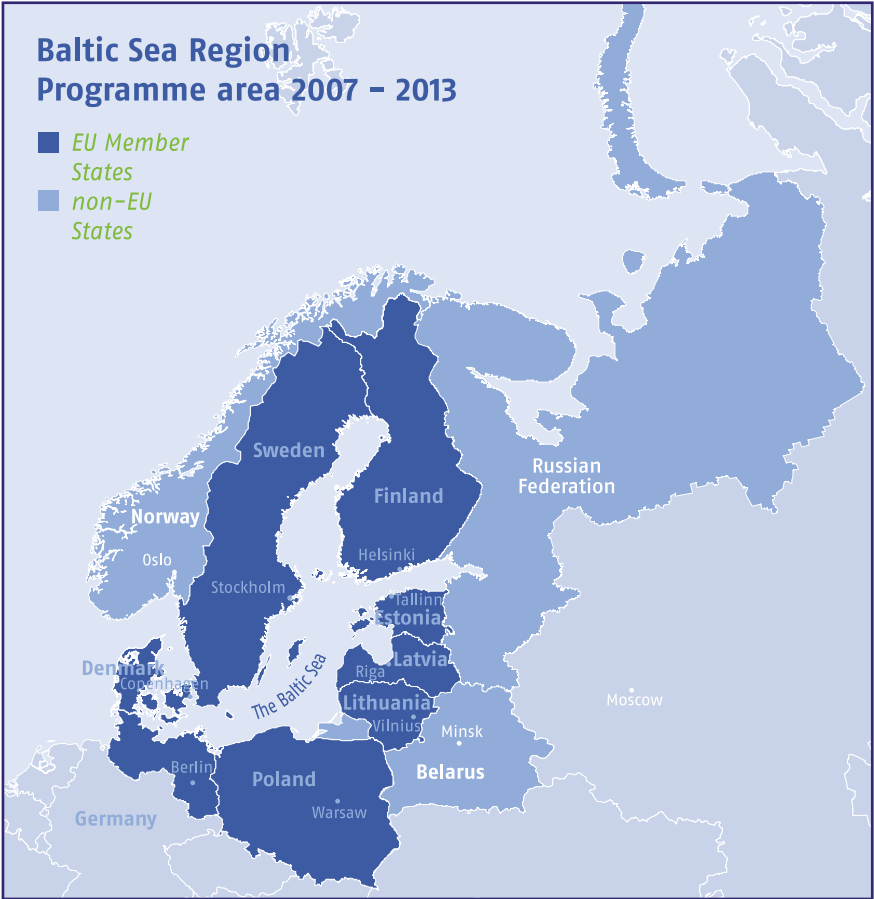 Baltic Sea Region
Programme area 2007 – 2013
EU Member
States
non-EU
States
Sweden
Finland
Russian
Federation
Norway
Oslo
Helsinki
Stockholm
Tallinn
Estonia
Denmark
Copenhagen
Latvia
Riga
The Baltic Sea
Lithuania
Vilnius
Moscow
Minsk
Belarus
Berlin
Poland
Warsaw
Germany